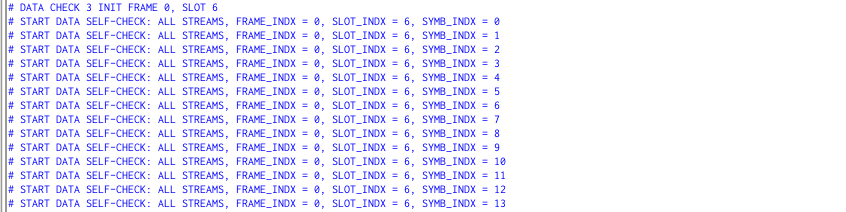 # DATA CHECK 3 INIT FRAME 0, SLOT 6
# START DATA SELF-CHECK: ALL STREAMS, FRAME_INDX = 0, SLOT_INDX = 6, SYMB_INDX = 0
# START DATA SELF-CHECK: ALL STREAMS, FRAME_INDX = 0, SLOT_INDX = 6, SYMB_INDX = 1
# START DATA SELF-CHECK: ALL STREAMS, FRAME_INDX = 0, SLOT_INDX = 6, SYMB_INDX = 2
# START DATA SELF-CHECK: ALL STREAMS, FRAME_INDX = 0, SLOT_INDX = 6, SYMB_INDX = 3
# START DATA SELF-CHECK: ALL STREAMS, FRAME_INDX = 0, SLOT_INDX = 6, SYMB_INDX = 4
# START DATA SELF-CHECK: ALL STREAMS, FRAME_INDX = 0, SLOT_INDX = 6, SYMB_INDX = 5
# START DATA SELF-CHECK: ALL STREAMS, FRAME_INDX = 0, SLOT_INDX = 6, SYMB_INDX = 6
# START DATA SELF-CHECK: ALL STREAMS, FRAME_INDX = 0, SLOT_INDX = 6, SYMB_INDX = 7
# START DATA SELF-CHECK: ALL STREAMS, FRAME_INDX = 0, SLOT_INDX = 6, SYMB_INDX = 8
# START DATA SELF-CHECK: ALL STREAMS, FRAME_INDX = 0, SLOT_INDX = 6, SYMB_INDX = 9
# START DATA SELF-CHECK: ALL STREAMS, FRAME_INDX = 0, SLOT_INDX = 6, SYMB_INDX = 10
# START DATA SELF-CHECK: ALL STREAMS, FRAME_INDX = 0, SLOT_INDX = 6, SYMB_INDX = 11
# START DATA SELF-CHECK: ALL STREAMS, FRAME_INDX = 0, SLOT_INDX = 6, SYMB_INDX = 12
# START DATA SELF-CHECK: ALL STREAMS, FRAME_INDX = 0, SLOT_INDX = 6, SYMB_INDX = 13